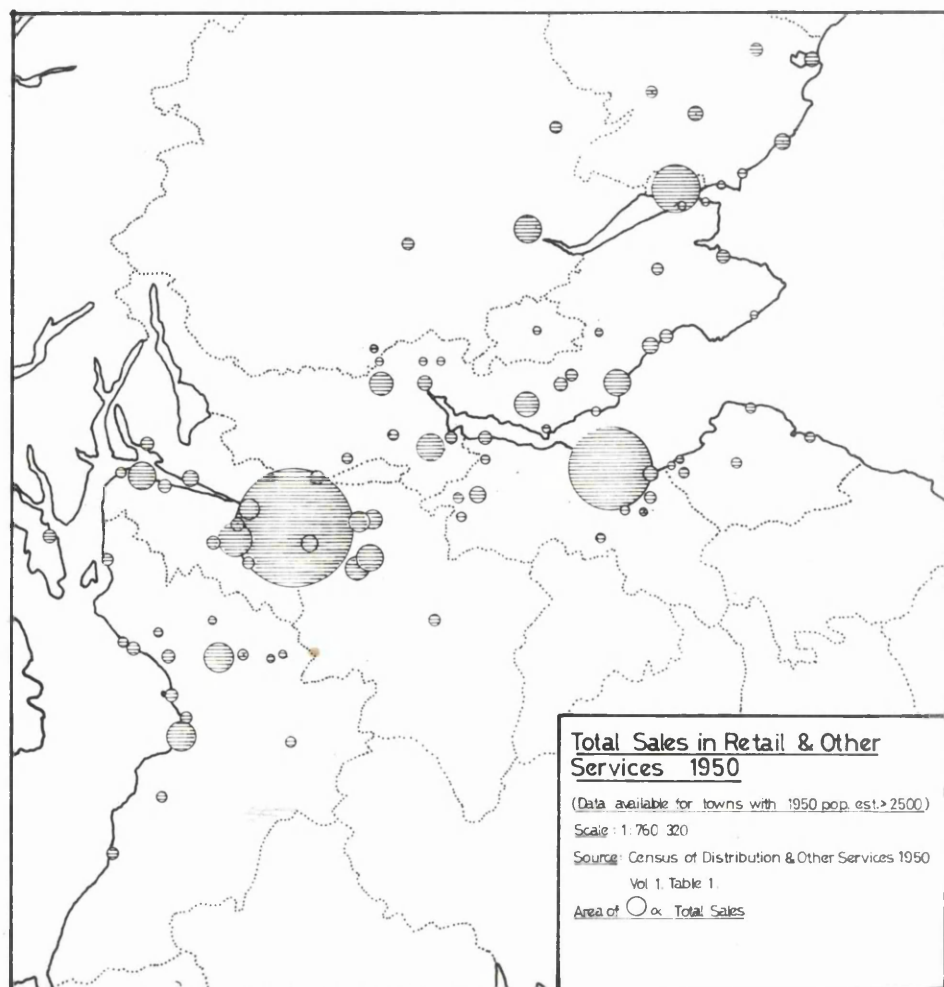 Total Sales in Retail & Other
Services 1950
(Data available for towns with 1950 pop. est.> 2500)
Scale : 1: 760 320
Source: Census of Distribution & Other Services 1950
Vol 1. Table 1.
Area of ○ ∝ Total Sales